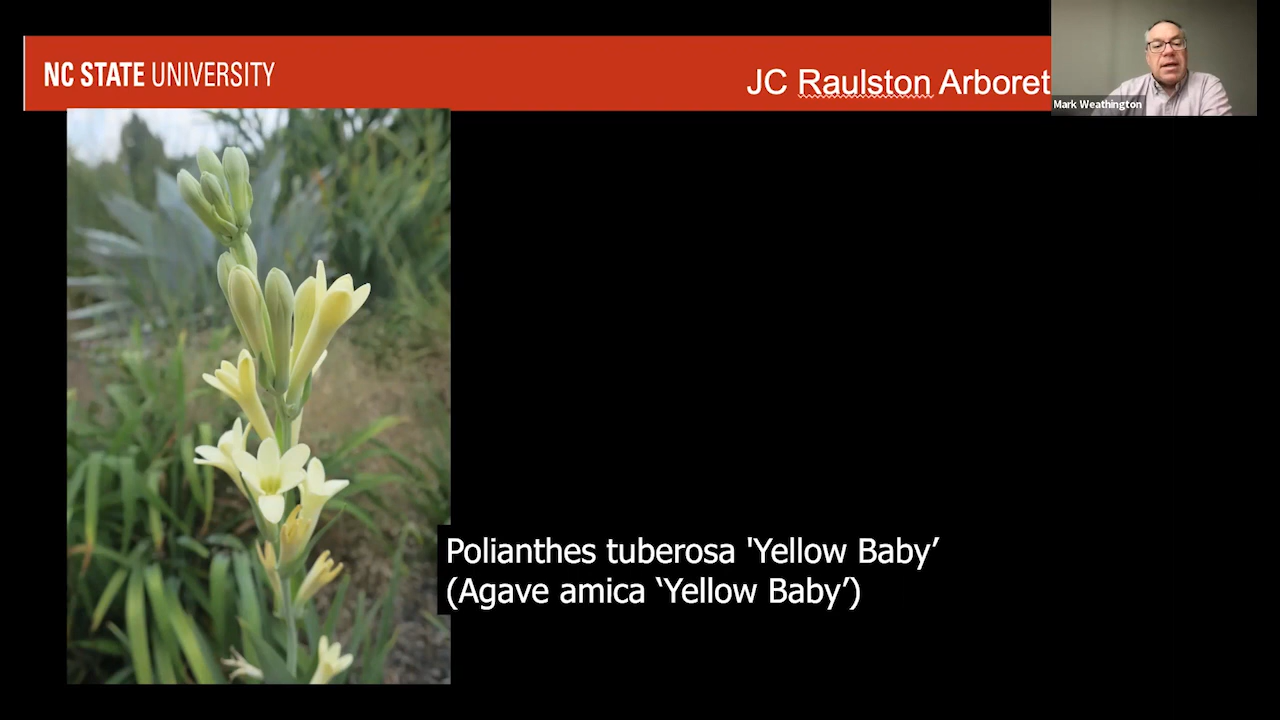 NC STATE UNIVERSITY
JC Raulston Arboret
Mark Weathington
Polianthes tuberosa 'Yellow Baby’
(Agave amica ‘Yellow Baby’)